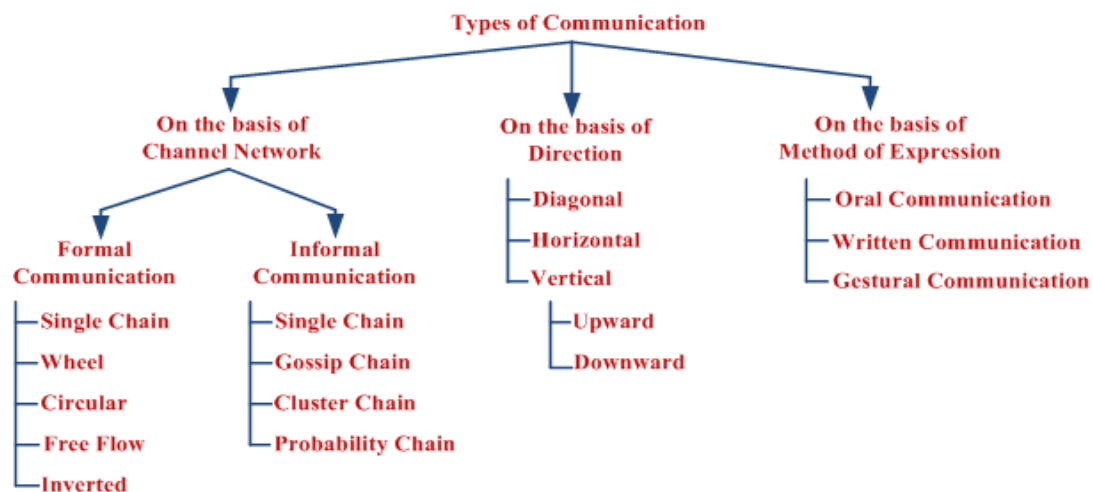 Types of Communication
On the basis of
Channel Network
Formal
Communication
Single Chain
Wheel
Circular
Free Flow
Inverted
Informal
Communication
Single Chain
Gossip Chain
Cluster Chain
Probability Chain
On the basis of
Direction
Diagonal
Horizontal
Vertical
Upward
Downward
On the basis of
Method of Expression
Oral Communication
Written Communication
Gestural Communication